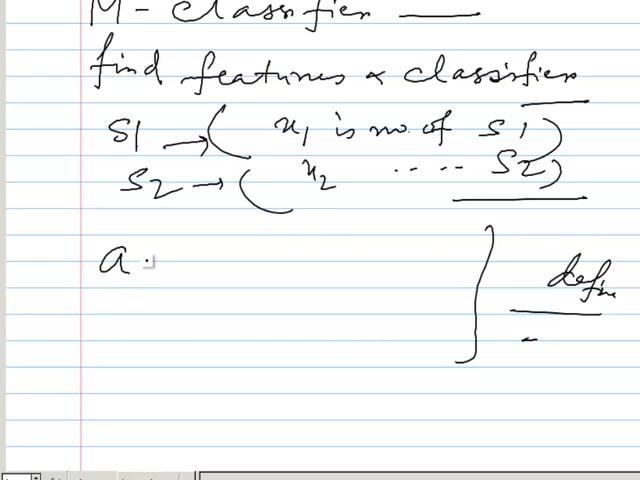 M - Classifier
find features & classifier
S1 → ( x1 is no. of S1 )
S2 → ( x2 .. .. -- S2 )
a .
} define
-